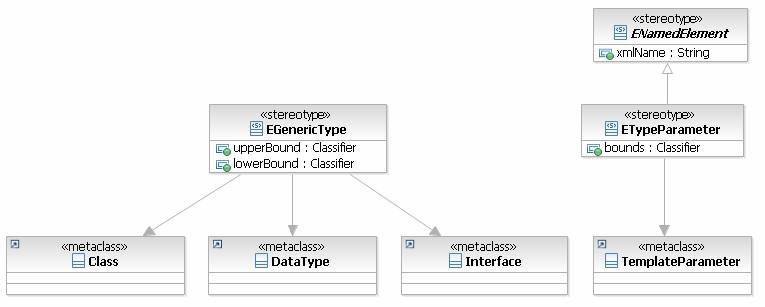 «stereotype»
ENamedElement
xmlName : String
«stereotype»
EGenericType
upperBound : Classifier
lowerBound : Classifier
«stereotype»
ETypeParameter
bounds : Classifier
«metaclass»
Class
«metaclass»
DataType
«metaclass»
Interface
«metaclass»
TemplateParameter